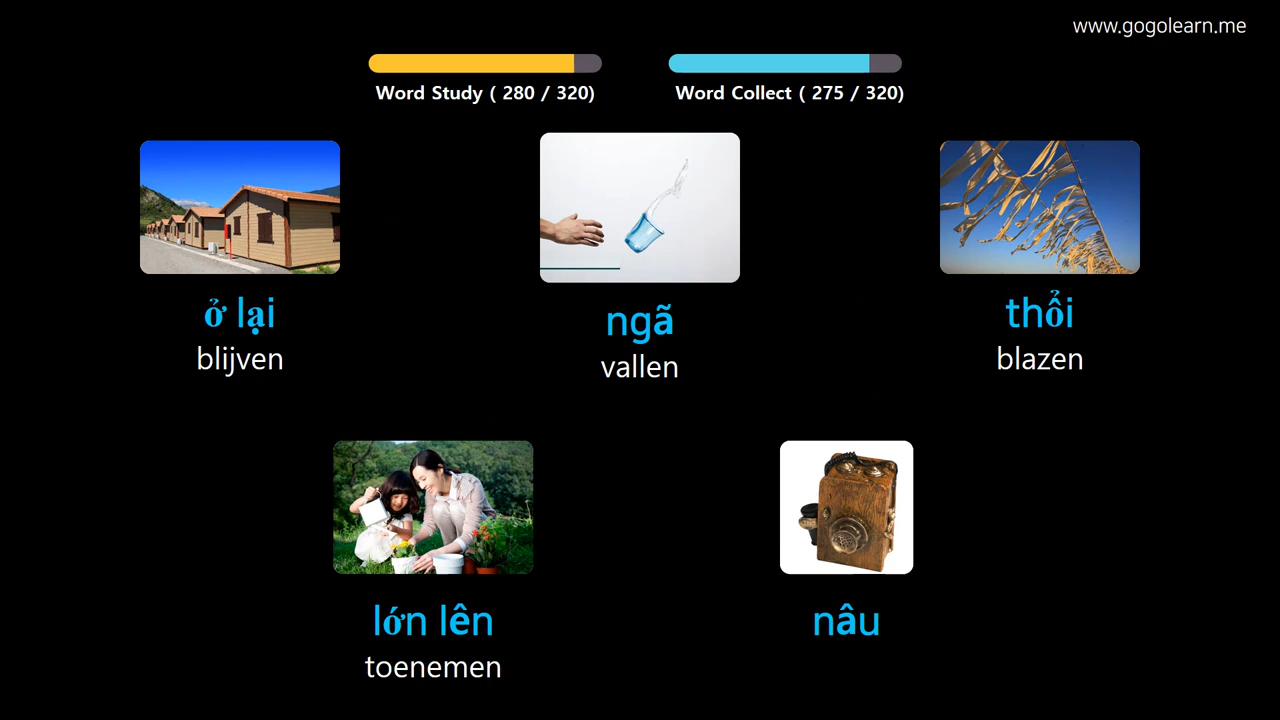 www.gogolearn.me
Word Study ( 280 / 320)
Word Collect ( 275 / 320)
ở lại
blijven
ngã
vallen
thổi
blazen
lớn lên
toenemen
nâu